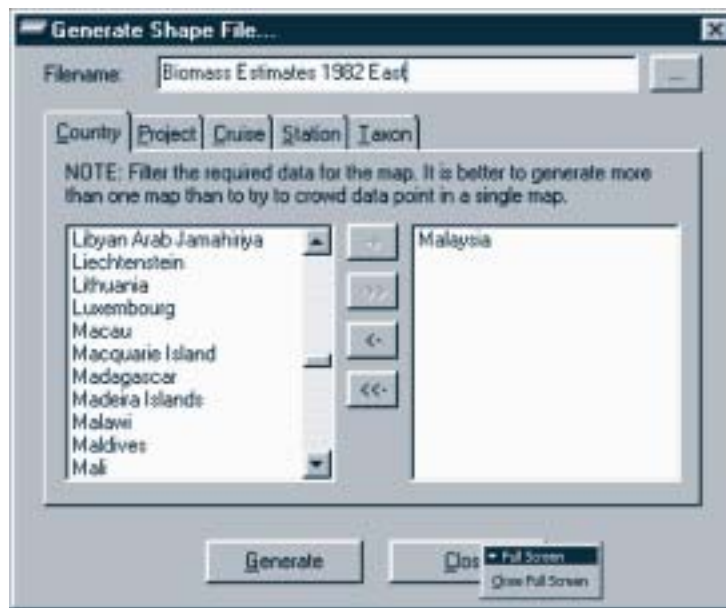 Generate Shape File...
Filename: Biomass Estimates 1982 East
...
Country Project Cruise Station Taxon
NOTE: Filter the required data for the map. It is better to generate more
than one map than to try to crowd data point in a single map.
Libyan Arab Jamahiriya
Liechtenstein
Lithuania
Luxembourg
Macau
Macquarie Island
Madagascar
Madeira Islands
Malawi
Maldives
Mali
>>
<-
<<-
Malaysia
Generate
Clos
Full Screen
Close Full Screen